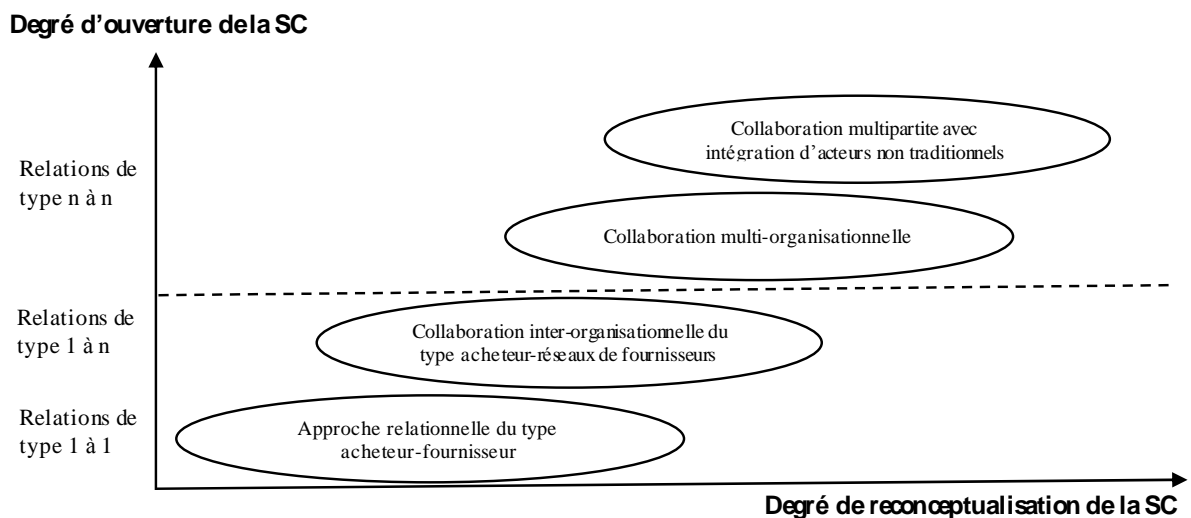 Degré d’ouverture de la SC
Collaboration multipartite avec
intégration d’acteurs non traditionnels
Relations de
type n à n
Collaboration multi-organisationnelle
Relations de
type 1 à n
Collaboration inter-organisationnelle du
type acheteur-réseaux de fournisseurs
Relations de
type 1 à 1
Approche relationnelle du type
acheteur-fournisseur
Degré de reconceptualisation de la SC